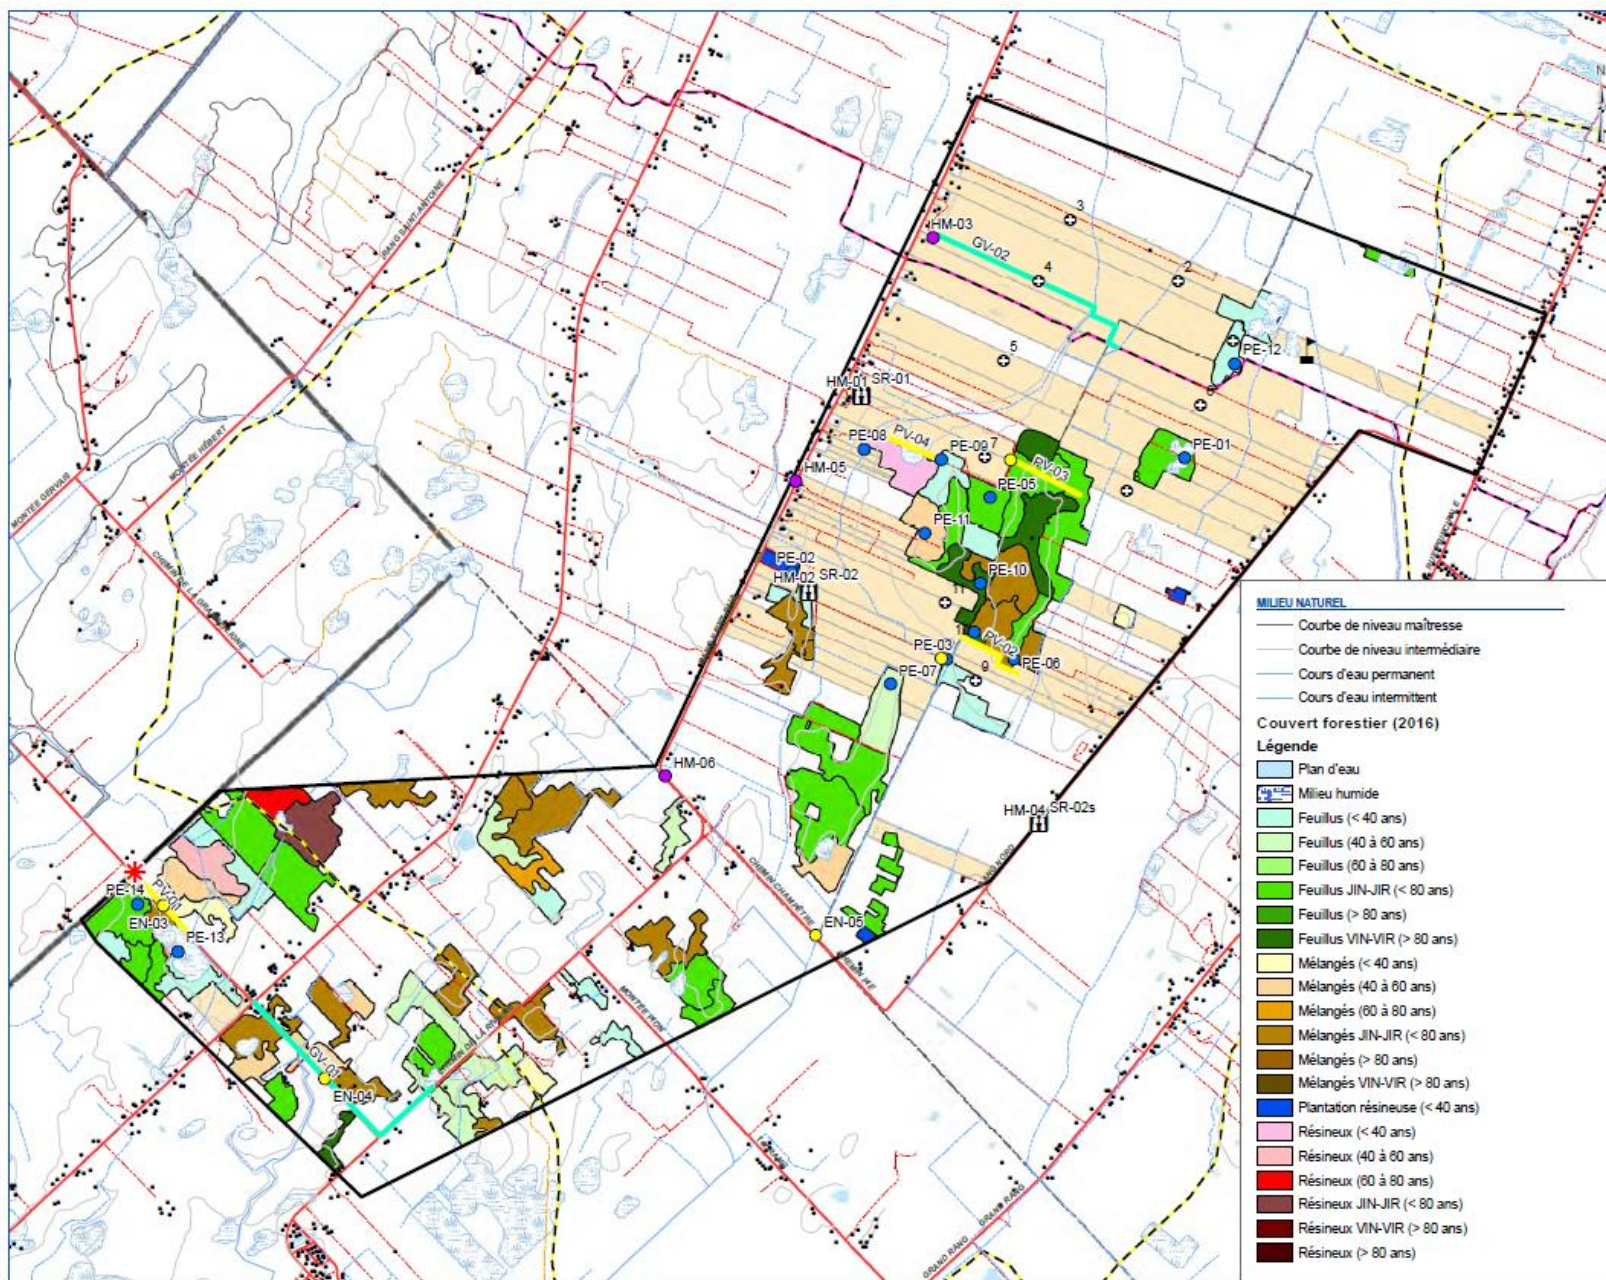 N
3
HM-03
GV-02
4
2
RANG SAINT-ANTOINE
5
PE-12
6
HM-01 SR-01
PE-08
PV-04
PE-09
7
PV-03
PE-01
HM-05
MONTÉE HÉBERT
MONTÉE GERVAIS
PE-05
PE-11
CHEMIN DE LA GRANDE LIGNE
PE-02
HM-02
SR-02
PE-10
11
PE-03
PV-02
PE-06
9
PE-07
HM-06
HM-04
SR-02s
CHEMIN CHAMPÊTRE
PE-14
PV-01
EN-03
PE-13
EN-05
MONTÉE PION
GV-01
EN-04
GRAND RANG
GRAND RANG
MILIEU NATUREL
Courbe de niveau maîtresse
Courbe de niveau intermédiaire
Cours d'eau permanent
Cours d'eau intermittent
Couvert forestier (2016)
Légende
Plan d'eau
Milieu humide
Feuillus (< 40 ans)
Feuillus (40 à 60 ans)
Feuillus (60 à 80 ans)
Feuillus JIN-JIR (< 80 ans)
Feuillus (> 80 ans)
Feuillus VIN-VIR (> 80 ans)
Mélangés (< 40 ans)
Mélangés (40 à 60 ans)
Mélangés (60 à 80 ans)
Mélangés JIN-JIR (< 80 ans)
Mélangés (> 80 ans)
Mélangés VIN-VIR (> 80 ans)
Plantation résineuse (< 40 ans)
Résineux (< 40 ans)
Résineux (40 à 60 ans)
Résineux (60 à 80 ans)
Résineux JIN-JIR (< 80 ans)
Résineux VIN-VIR (> 80 ans)
Résineux (> 80 ans)